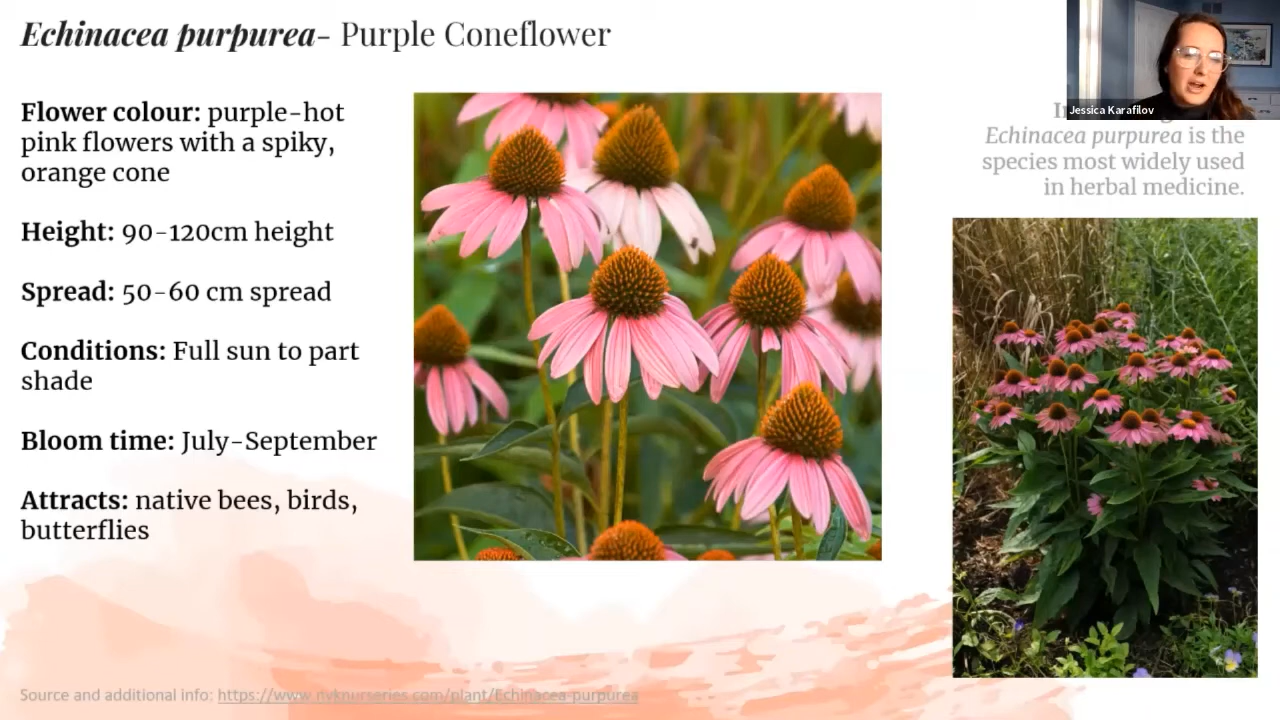 Echinacea purpurea- Purple Coneflower
Flower colour: purple-hot
pink flowers with a spiky,
orange cone
Height: 90-120cm height
Spread: 50-60 cm spread
Conditions: Full sun to part
shade
Bloom time: July-September
Attracts: native bees, birds,
butterflies
Jessica Karafilov
Echinacea purpurea is the
species most widely used
in herbal medicine.
Source and additional info: https://www.nvknurseries.com/plant/Echinacea-purpurea